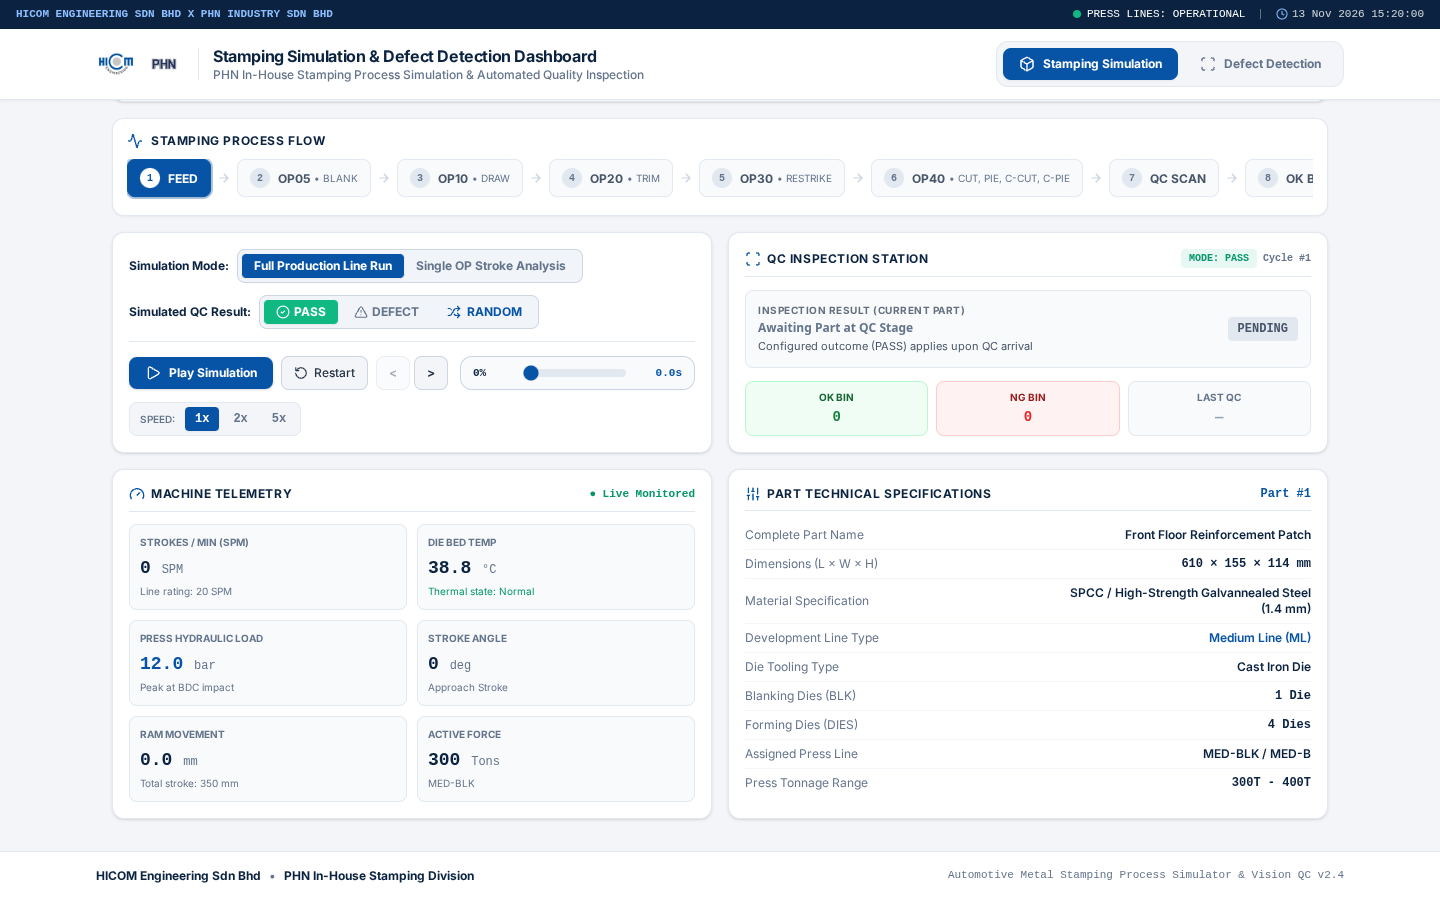 HICOM ENGINEERING SDN BHD X PHN INDUSTRY SDN BHD
PRESS LINES: OPERATIONAL | 13 Nov 2026 15:20:00
HICOM
PHN
Stamping Simulation & Defect Detection Dashboard
PHN In-House Stamping Process Simulation & Automated Quality Inspection
Stamping Simulation
Defect Detection
STAMPING PROCESS FLOW
1 FEED → 2 OP05 • BLANK → 3 OP10 • DRAW → 4 OP20 • TRIM → 5 OP30 • RESTRIKE → 6 OP40 • CUT, PIE, C-CUT, C-PIE → 7 QC SCAN → 8 OK B
Simulation Mode: Full Production Line Run Single OP Stroke Analysis
Simulated QC Result: PASS DEFECT RANDOM
Play Simulation Restart < > 0% 0.0s
SPEED: 1x 2x 5x
QC INSPECTION STATION
MODE: PASS Cycle #1
INSPECTION RESULT (CURRENT PART)
Awaiting Part at QC Stage
Configured outcome (PASS) applies upon QC arrival
PENDING
OK BIN
0
NG BIN
0
LAST QC
—
MACHINE TELEMETRY
● Live Monitored
STROKES / MIN (SPM)
0 SPM
Line rating: 20 SPM
DIE BED TEMP
38.8 °C
Thermal state: Normal
PRESS HYDRAULIC LOAD
12.0 bar
Peak at BDC impact
STROKE ANGLE
0 deg
Approach Stroke
RAM MOVEMENT
0.0 mm
Total stroke: 350 mm
ACTIVE FORCE
300 Tons
MED-BLK
PART TECHNICAL SPECIFICATIONS
Part #1
Complete Part Name Front Floor Reinforcement Patch
Dimensions (L × W × H) 610 × 155 × 114 mm
Material Specification SPCC / High-Strength Galvannealed Steel
(1.4 mm)
Development Line Type Medium Line (ML)
Die Tooling Type Cast Iron Die
Blanking Dies (BLK) 1 Die
Forming Dies (DIES) 4 Dies
Assigned Press Line MED-BLK / MED-B
Press Tonnage Range 300T - 400T
HICOM Engineering Sdn Bhd • PHN In-House Stamping Division
Automotive Metal Stamping Process Simulator & Vision QC v2.4